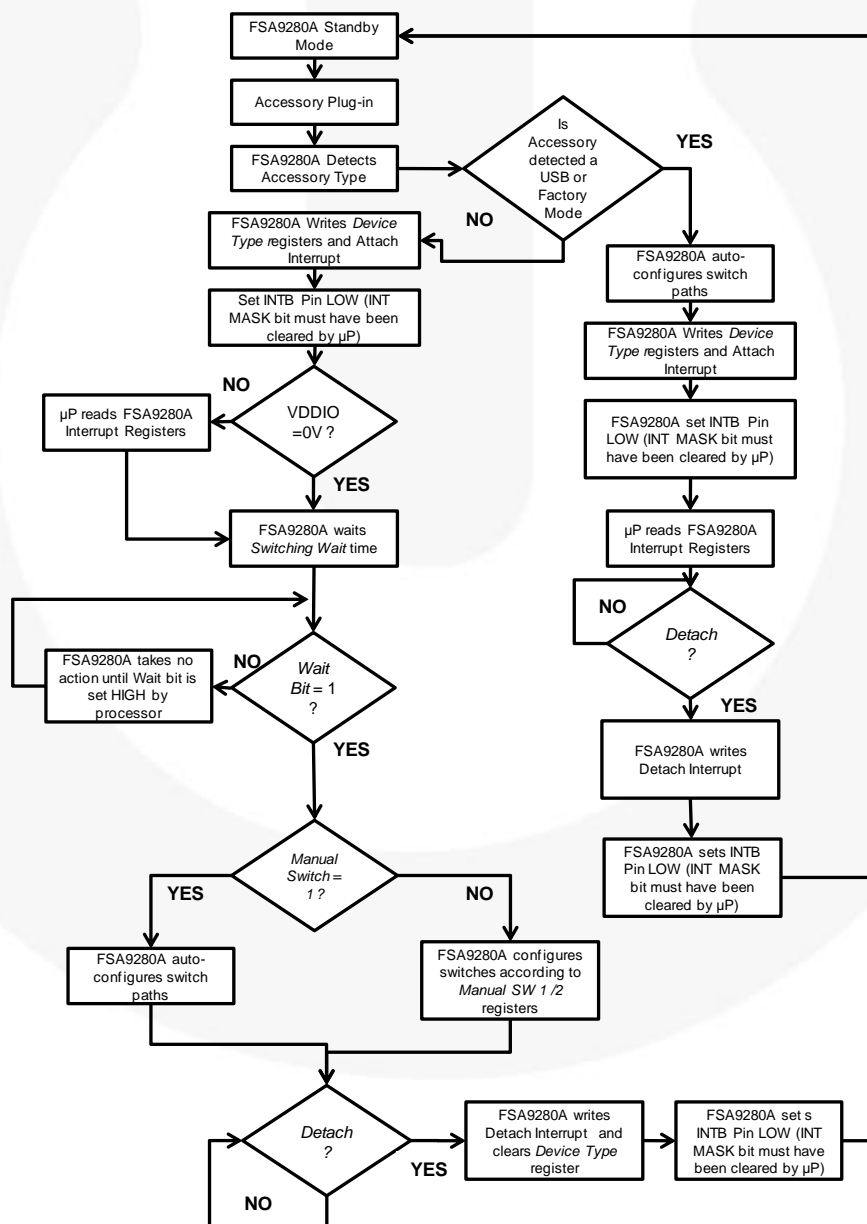 FSA9280A Standby
Mode
Accessory Plug-in
FSA9280A Detects
Accessory Type
Is
Accessory
detected a
USB or
Factory
Mode
YES
NO
FSA9280A Writes Device
Type registers and Attach
Interrupt
Set INTB Pin LOW (INT
MASK bit must have been
cleared by µP)
NO
VDDIO
=0V ?
µP reads FSA9280A
Interrupt Registers
YES
FSA9280A waits
Switching Wait time
NO
Wait
Bit = 1
?
FSA9280A takes no
action until Wait bit is
set HIGH by
processor
YES
Manual
Switch =
1 ?
YES
NO
FSA9280A auto-
configures switch
paths
FSA9280A configures
switches according to
Manual SW 1 /2
registers
FSA9280A auto-
configures switch
paths
FSA9280A Writes Device
Type registers and Attach
Interrupt
FSA9280A set INTB Pin
LOW (INT MASK bit must
have been cleared by µP)
µP reads FSA9280A
Interrupt Registers
NO
Detach
?
YES
FSA9280A writes
Detach Interrupt
FSA9280A sets INTB
Pin LOW (INT MASK
bit must have been
cleared by µP)
Detach
?
NO
YES
FSA9280A writes
Detach Interrupt and
clears Device Type
register
FSA9280A set s
INTB Pin LOW (INT
MASK bit must have
been cleared by µP)